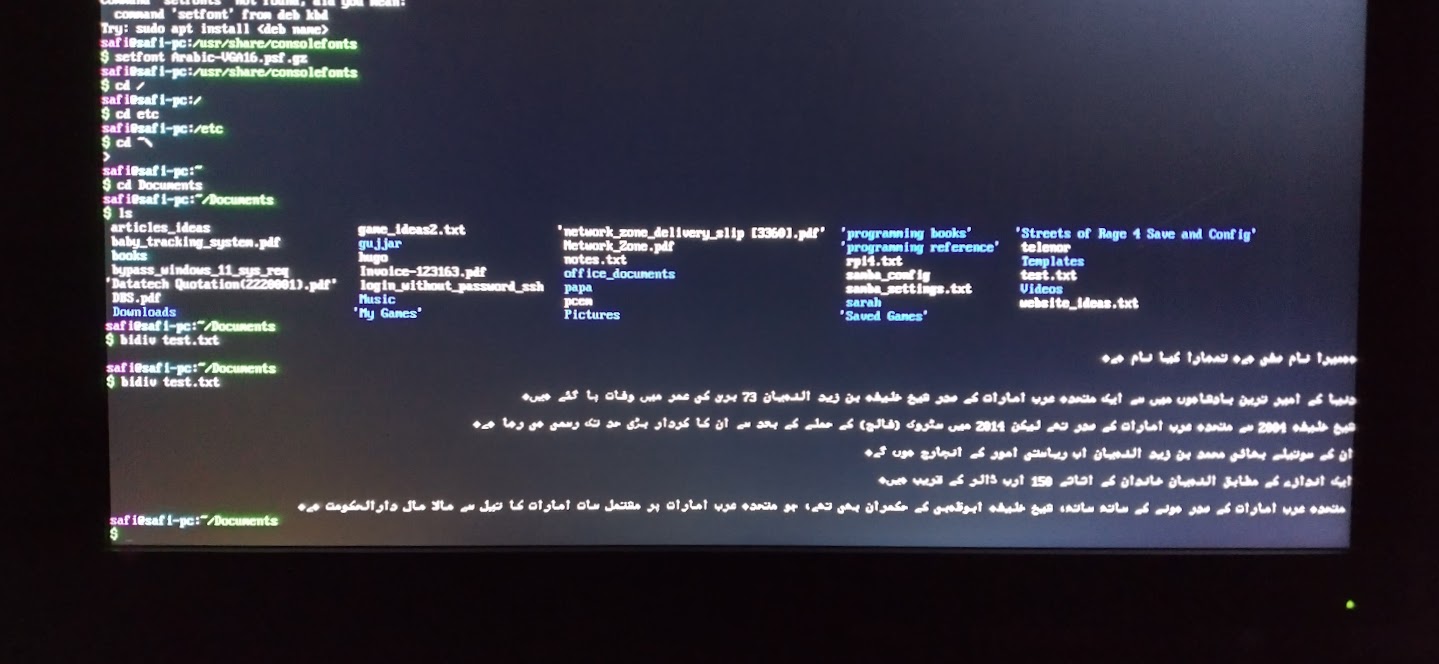 command 'setfont' from deb kbd
Try: sudo apt install <deb name>
safi@safi-pc:/usr/share/consolefonts
$ setfont Arabic-VGA16.psf.gz
safi@safi-pc:/usr/share/consolefonts
$ cd /
safi@safi-pc:/
$ cd etc
safi@safi-pc:/etc
$ cd ~\
>
safi@safi-pc:~
$ cd Documents
safi@safi-pc:~/Documents
$ ls
articles_ideas game_ideas2.txt 'network_zone_delivery_slip [3360].pdf' 'programming books' 'Streets of Rage 4 Save and Config'
baby_tracking_system.pdf gujjar Network_Zone.pdf 'programming reference' telenor
books hugo notes.txt rpi4.txt Templates
bypass_windows_11_sys_req Invoice-123163.pdf office_documents samba_config test.txt
'Datatech Quotation(2220001).pdf' login_without_password_ssh papa samba_settings.txt Videos
DBS.pdf Music pcem sarah website_ideas.txt
Downloads 'My Games' Pictures 'Saved Games'
safi@safi-pc:~/Documents
$ bidiv test.txt
میرا نام صفی ہے۔ تمہارا کیا نام ہے۔
safi@safi-pc:~/Documents
$ bidiv test.txt
دنیا کے امیر ترین بادشاہوں میں سے ایک متحدہ عرب امارات کے صدر شیخ خلیفہ بن زید النہیان 73 برس کی عمر میں وفات پا گئے ہیں۔
شیخ خلیفہ 2004 سے متحدہ عرب امارات کے صدر تھے لیکن 2014 میں سٹروک (فالج) کے حملے کے بعد سے ان کا کردار بڑی حد تک رسمی ہی رہا ہے۔
ان کے سوتیلے بھائی محمد بن زید النہیان اب ریاستی امور کے انچارج ہوں گے۔
ایک اندازے کے مطابق النہیان خاندان کے اثاثے 150 ارب ڈالر کے قریب ہیں۔
متحدہ عرب امارات کے صدر ہونے کے ساتھ ساتھ، شیخ خلیفہ ابوظہبی کے حکمران بھی تھے، جو متحدہ عرب امارات پر مشتمل سات امارات کا تیل سے مالا مال دارالحکومت ہے۔
safi@safi-pc:~/Documents
$